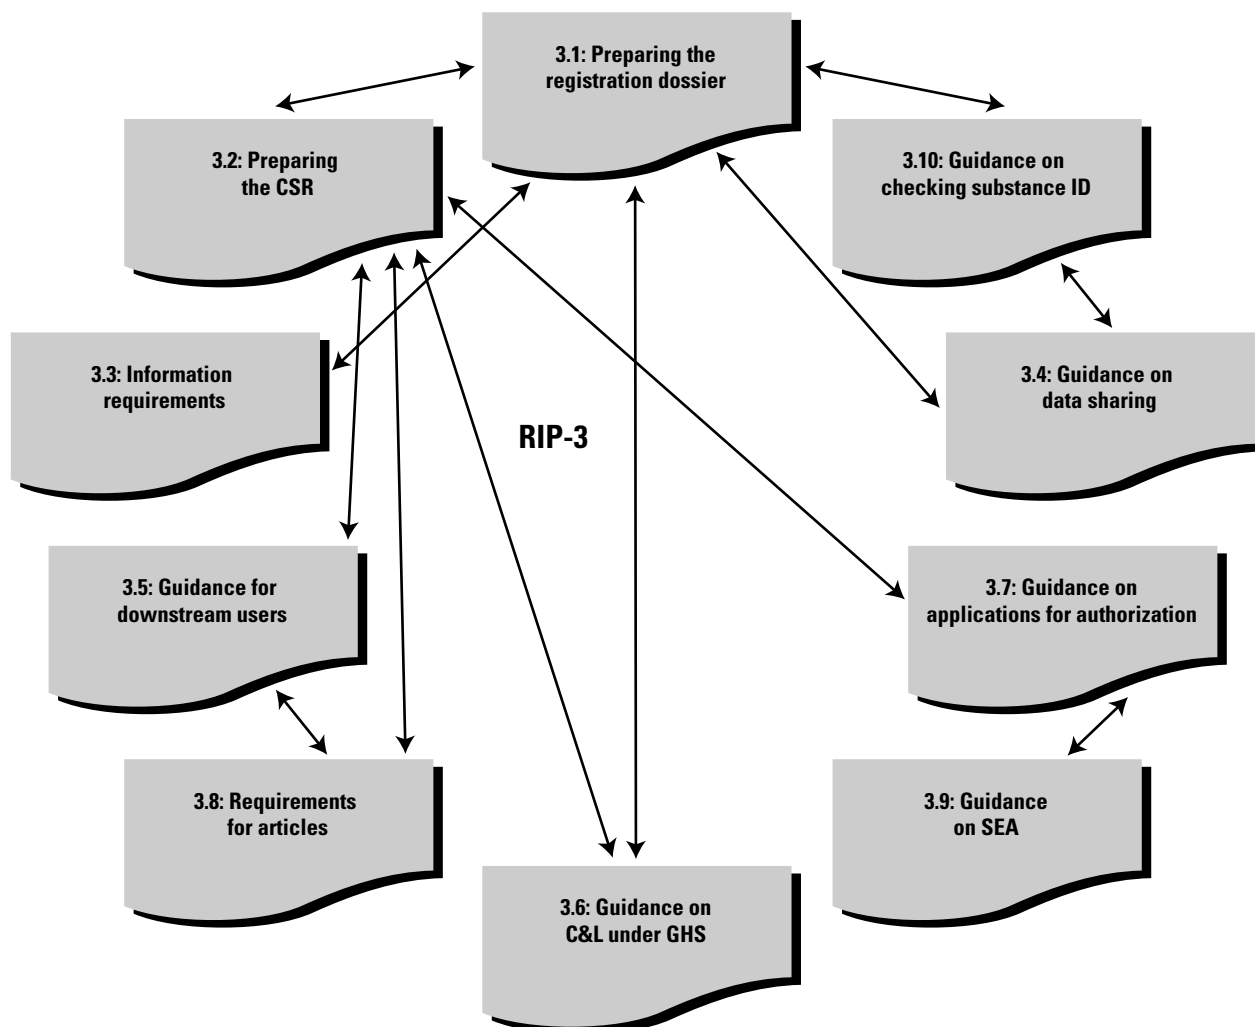 3.1: Preparing the
registration dossier
3.2: Preparing
the CSR
3.10: Guidance on
checking substance ID
3.3: Information
requirements
3.4: Guidance on
data sharing
RIP-3
3.5: Guidance for
downstream users
3.7: Guidance on
applications for authorization
3.8: Requirements
for articles
3.9: Guidance
on SEA
3.6: Guidance on
C&L under GHS